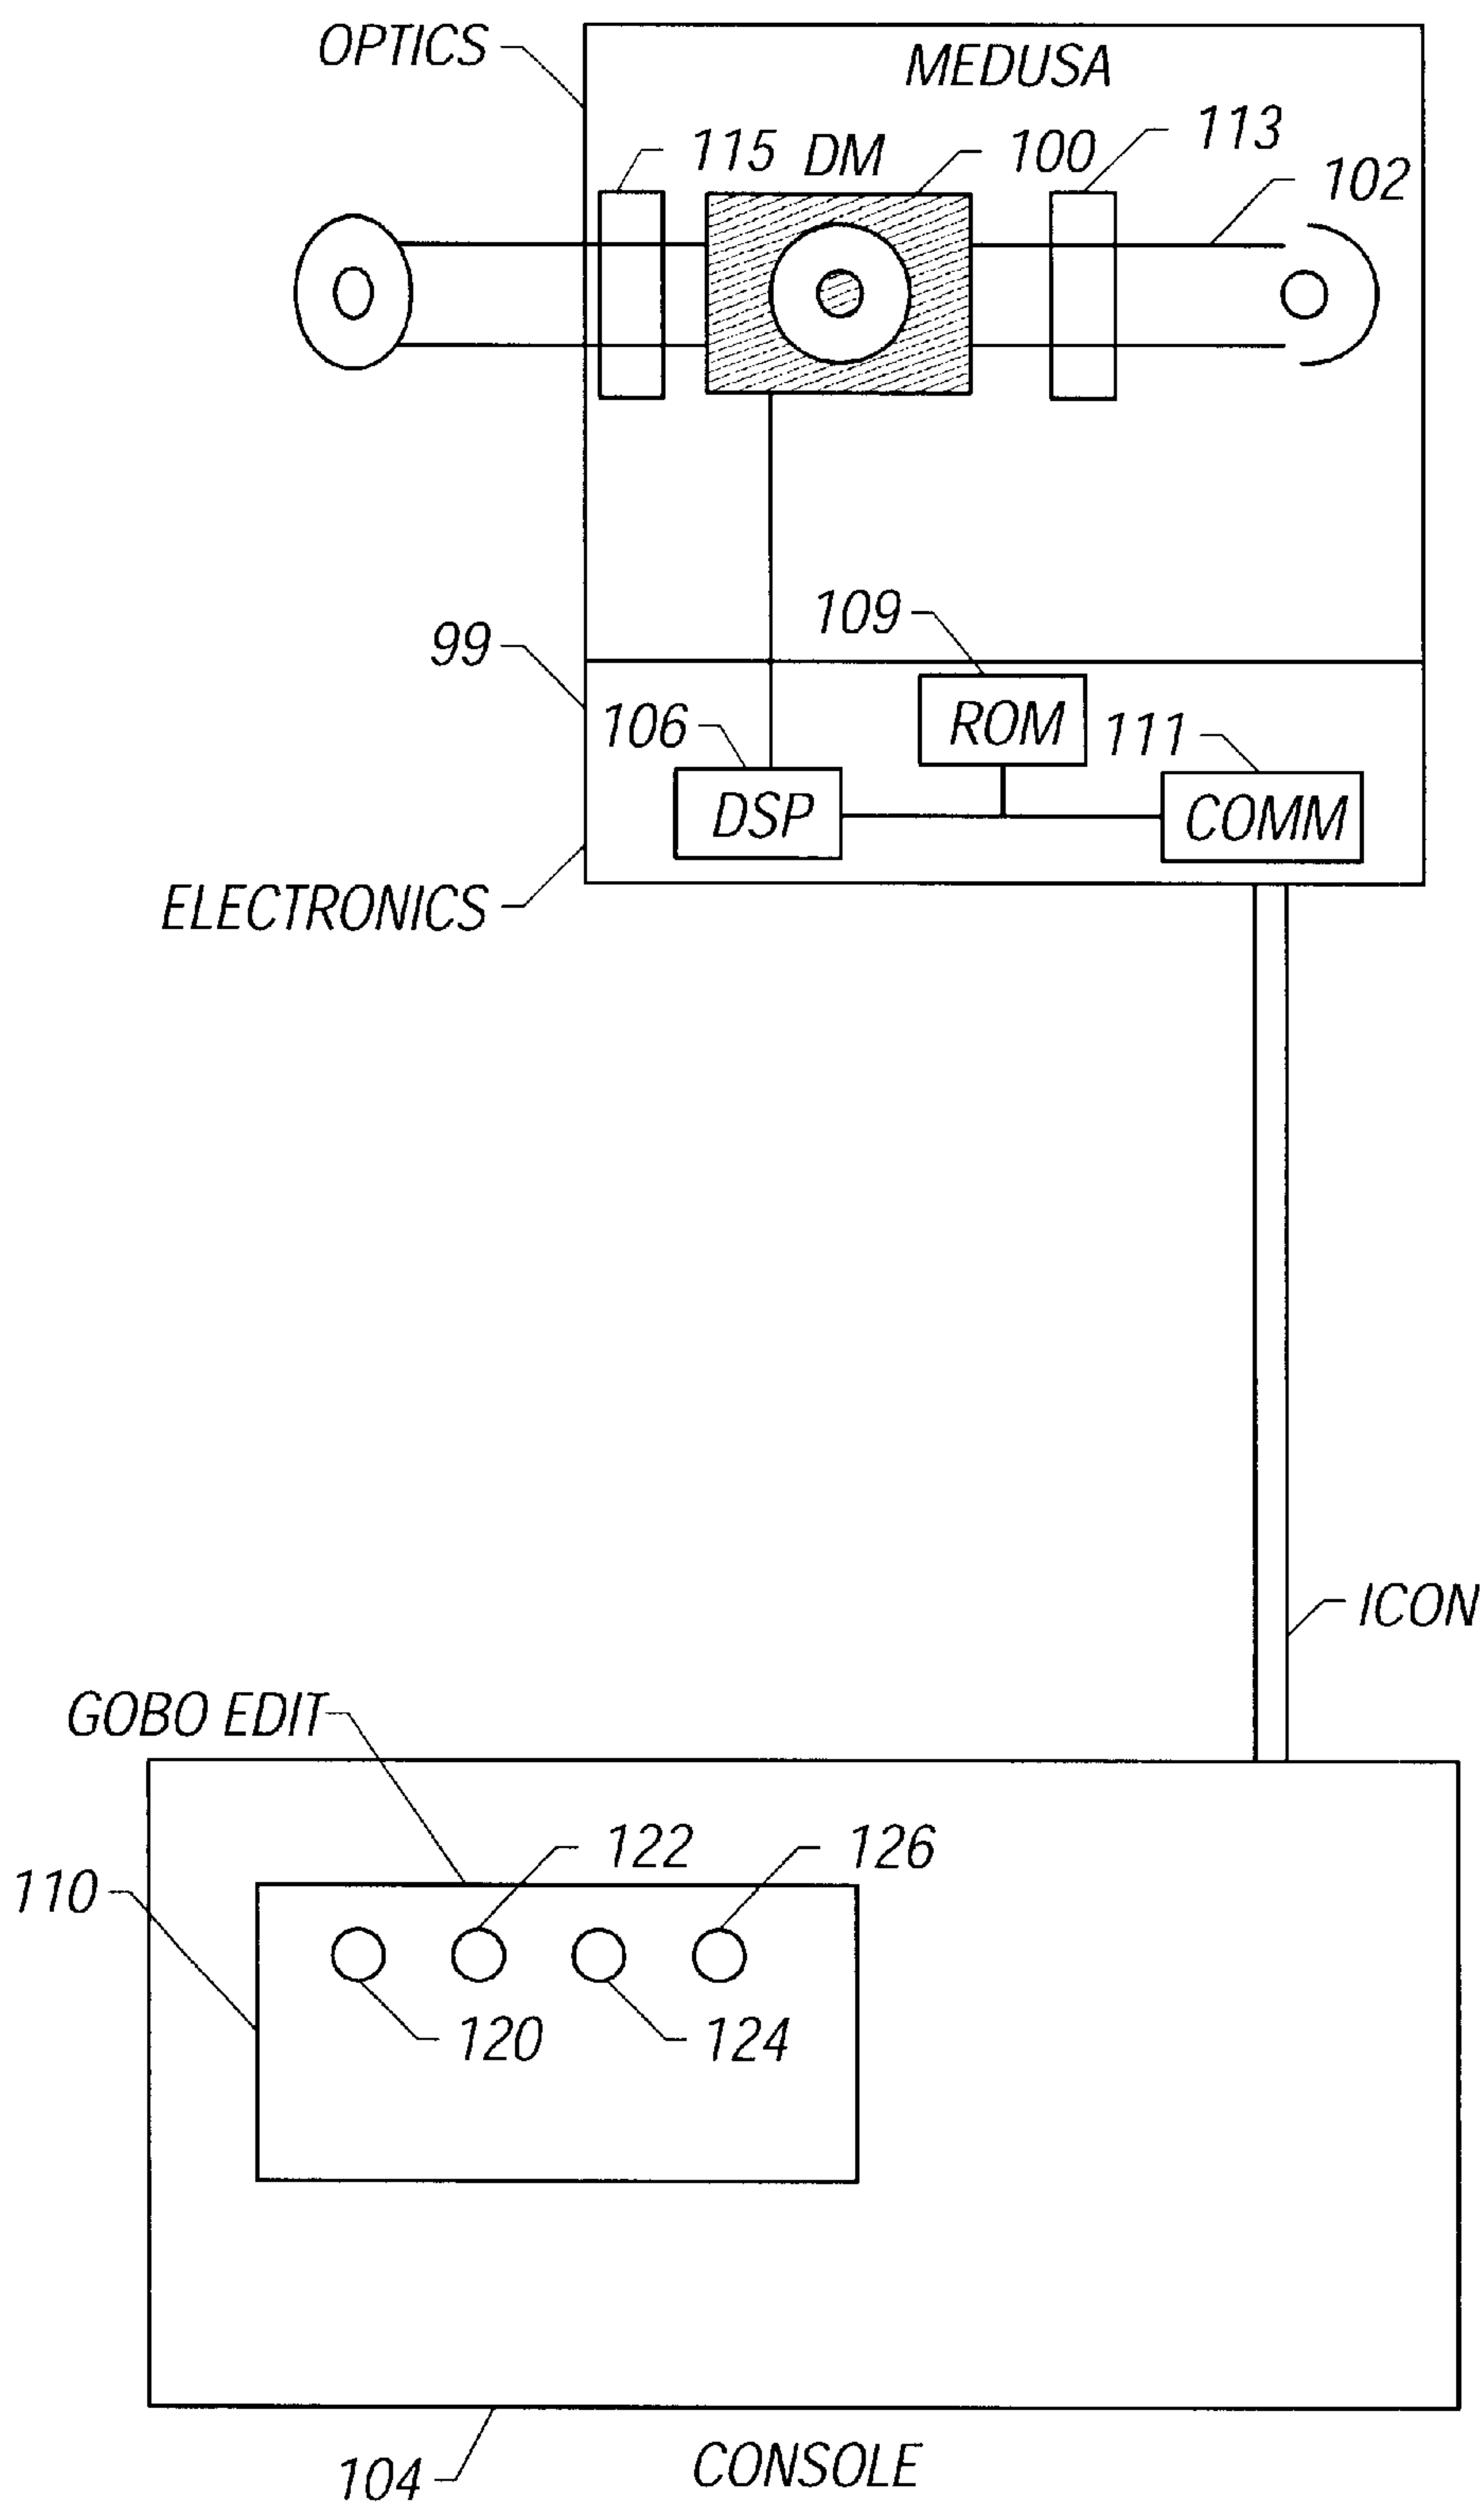 OPTICS
MEDUSA
115
DM
100
113
102
99
109
106
ROM
111
DSP
COMM
ELECTRONICS
ICON
GOBO EDIT
122
126
110
120
124
104
CONSOLE